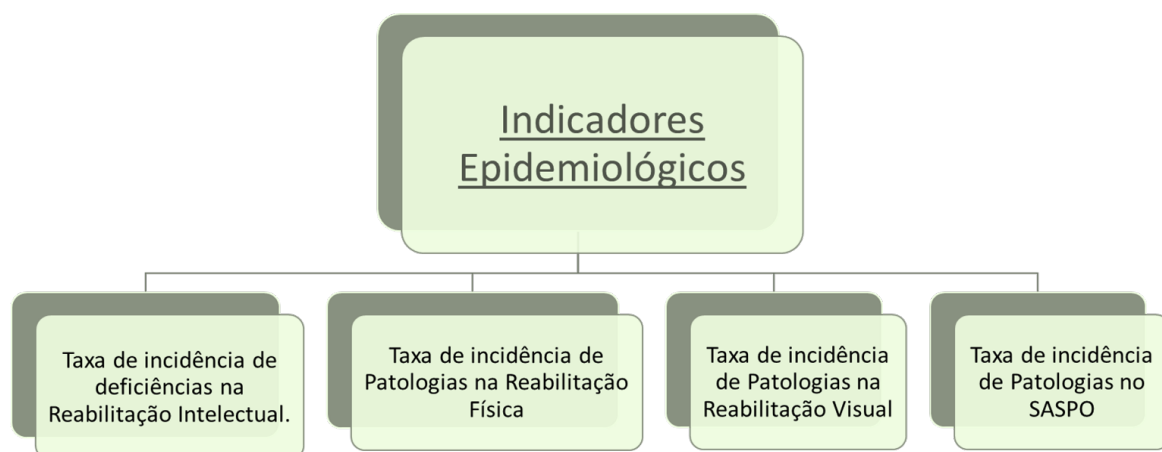 Indicadores
Epidemiológicos
Taxa de incidência de
deficiências na
Reabilitação Intelectual.
Taxa de incidência de
Patologias na Reabilitação
Física
Taxa de incidência
de Patologias na
Reabilitação Visual
Taxa de incidência
de Patologias no
SASPO